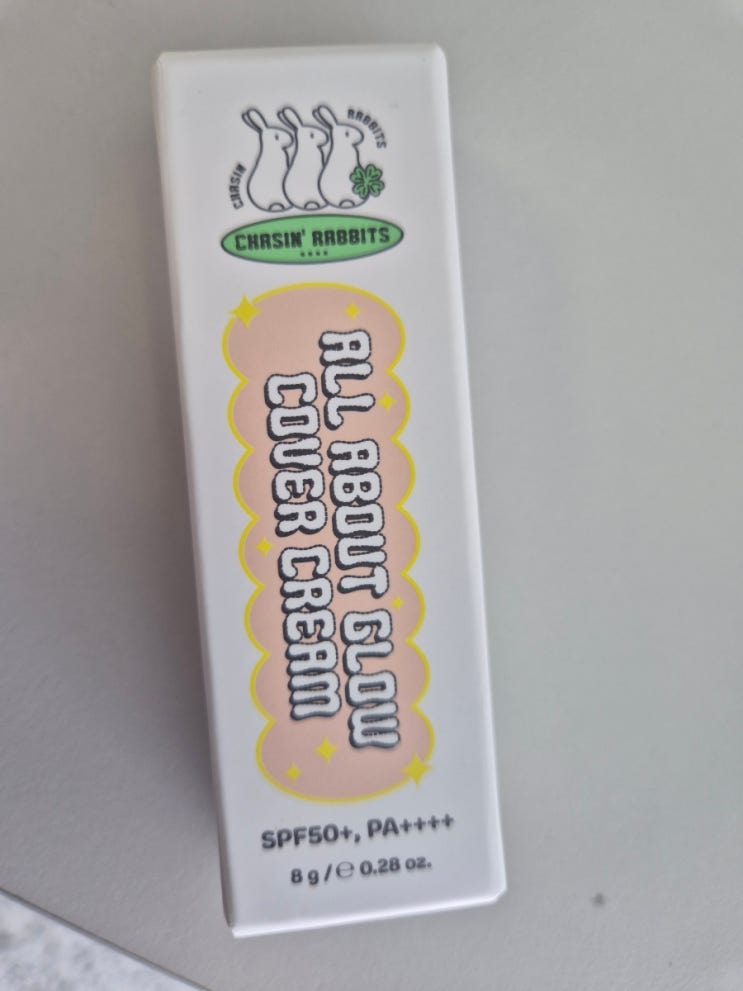 CHASIN
RABBITS
CHASIN' RABBITS
ALL ABOUT GLOW
COVER CREAM
SPF50+, PA++++
8 g / ℮ 0.28 oz.